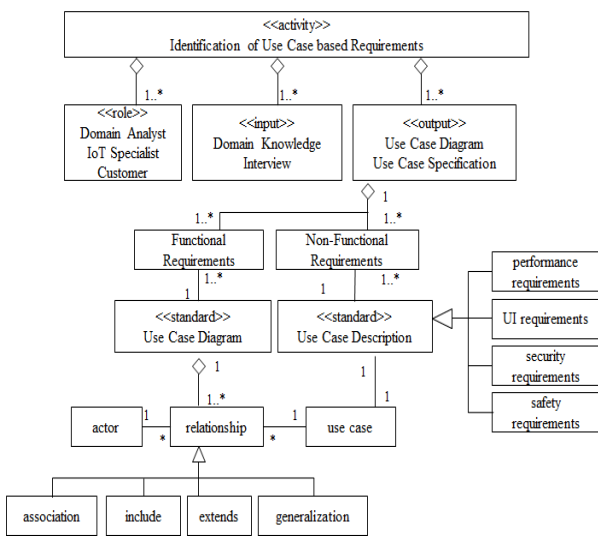 <<activity>>
Identification of Use Case based Requirements
1..*
1..*
1..*
<<role>>
Domain Analyst
IoT Specialist
Customer
<<input>>
Domain Knowledge
Interview
<<output>>
Use Case Diagram
Use Case Specification
1
1..*
1..*
Functional
Requirements
Non-Functional
Requirements
1..*
1
1
1..*
<<standard>>
Use Case Diagram
<<standard>>
Use Case Description
performance
requirements
UI requirements
security
requirements
safety
requirements
1
1..*
1
1
actor
1
*
relationship
1
*
use case
association
include
extends
generalization